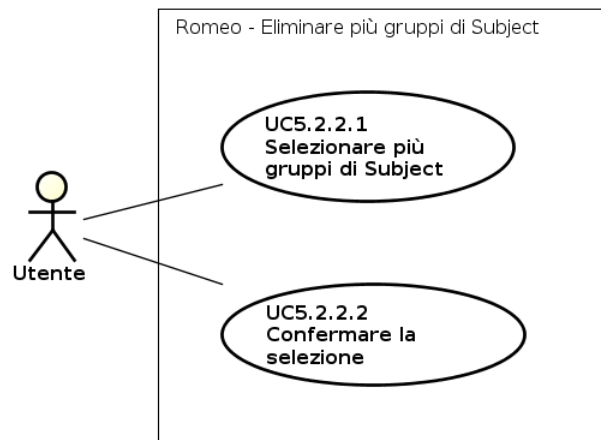 Romeo - Eliminare più gruppi di Subject
UC5.2.2.1
Selezionare più
gruppi di Subject
Utente
UC5.2.2.2
Confermare la
selezione